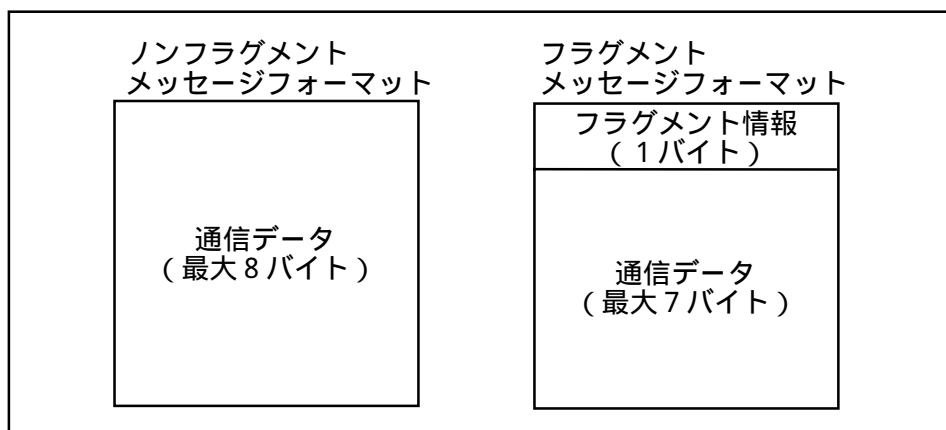 ノンフラグメント
メッセージフォーマット
通信データ
(最大8バイト)
フラグメント
メッセージフォーマット
フラグメント情報
(1バイト)
通信データ
(最大7バイト)